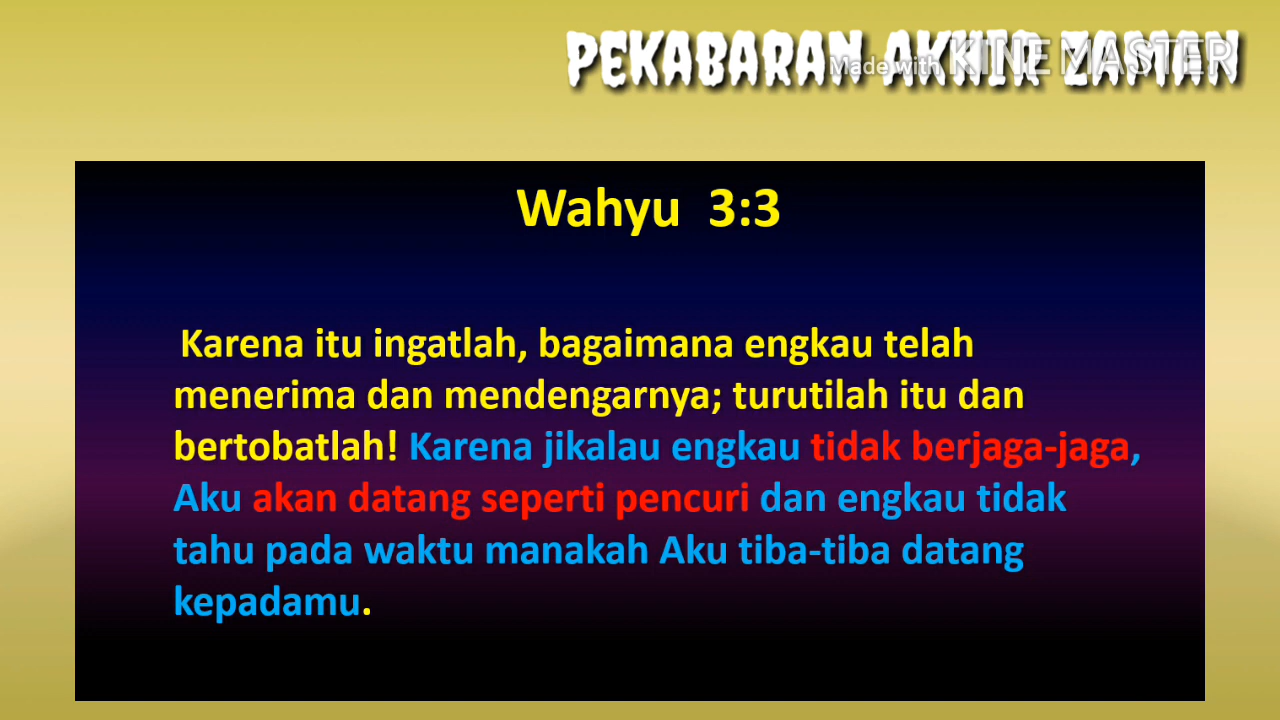 PEKABARAN AKHIR ZAMAN
Made with KINEMASTER
Wahyu 3:3
Karena itu ingatlah, bagaimana engkau telah
menerima dan mendengarnya; turutilah itu dan
bertobatlah! Karena jikalau engkau tidak berjaga-jaga,
Aku akan datang seperti pencuri dan engkau tidak
tahu pada waktu manakah Aku tiba-tiba datang
kepadamu.